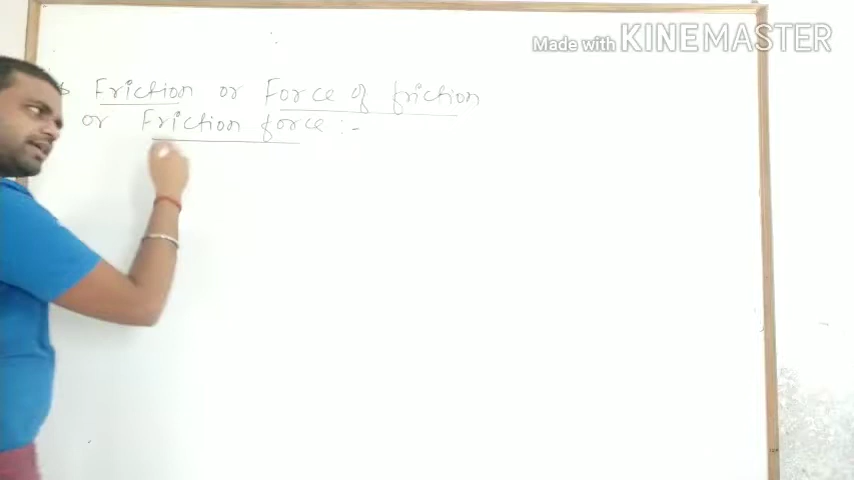 Made with KINEMASTER
Friction or Force of friction
or Friction force :-